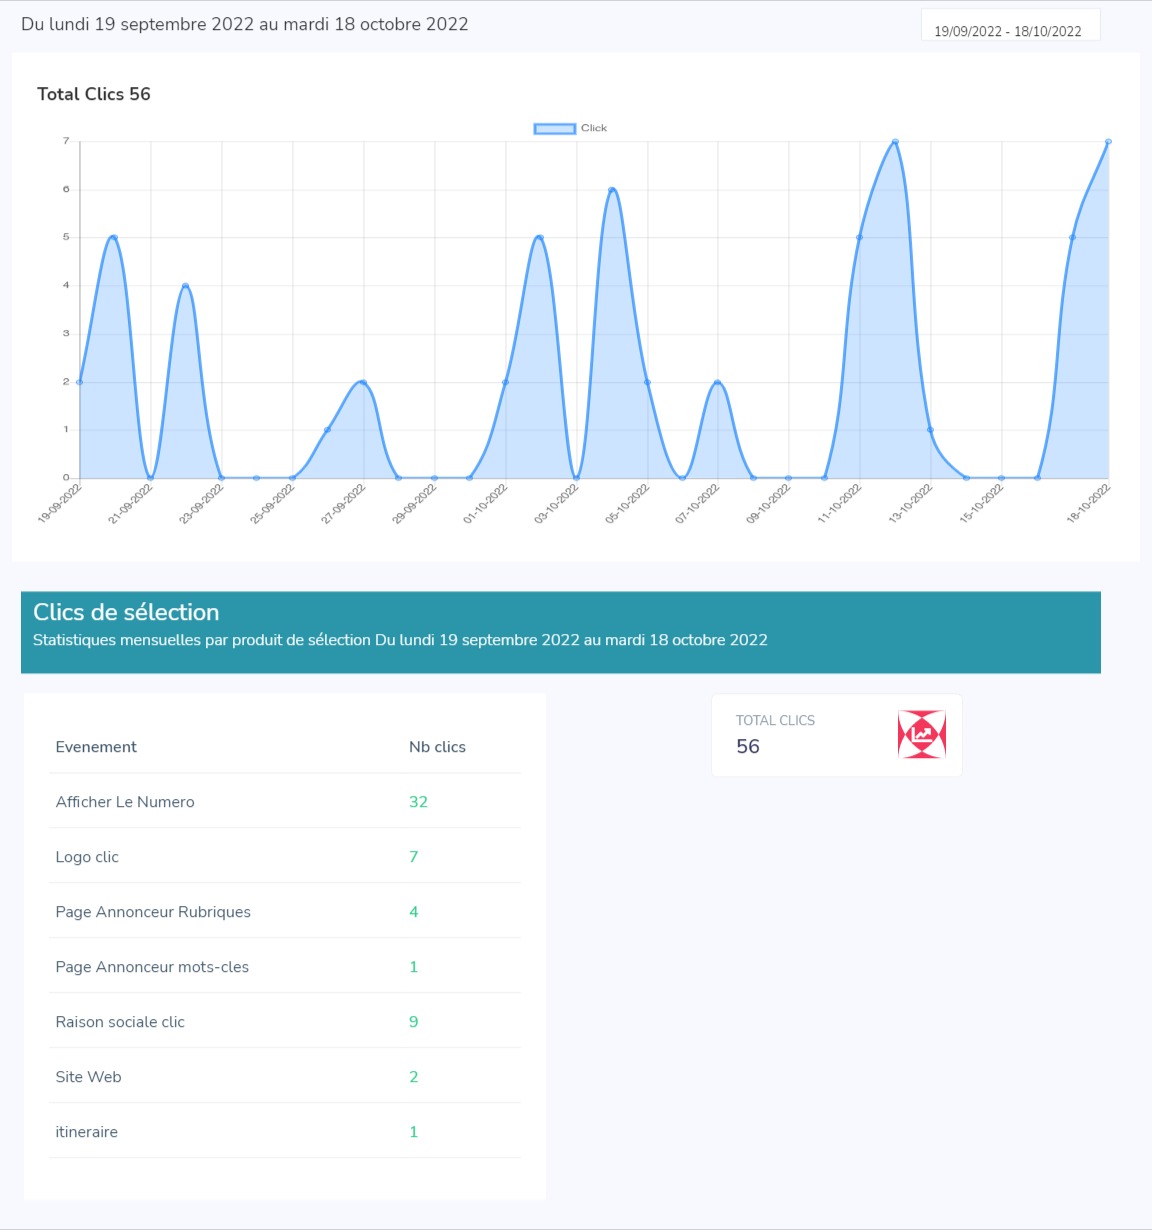 Du lundi 19 septembre 2022 au mardi 18 octobre 2022
19/09/2022 - 18/10/2022
Total Clics 56
Click
7
6
5
4
3
2
1
0
19-09-2022
21-09-2022
23-09-2022
25-09-2022
27-09-2022
29-09-2022
01-10-2022
03-10-2022
05-10-2022
07-10-2022
09-10-2022
11-10-2022
13-10-2022
15-10-2022
18-10-2022
Clics de sélection
Statistiques mensuelles par produit de sélection Du lundi 19 septembre 2022 au mardi 18 octobre 2022
Evenement Nb clics
Afficher Le Numero 32
Logo clic 7
Page Annonceur Rubriques 4
Page Annonceur mots-cles 1
Raison sociale clic 9
Site Web 2
itineraire 1
TOTAL CLICS
56